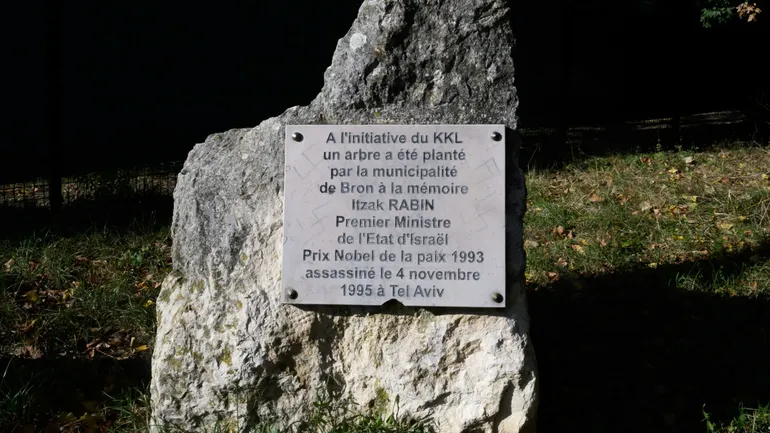 A l'initiative du KKL
un arbre a été planté
par la municipalité
de Bron à la mémoire
Itzak RABIN
Premier Ministre
de l'Etat d'Israël
Prix Nobel de la paix 1993
assassiné le 4 novembre
1995 à Tel Aviv